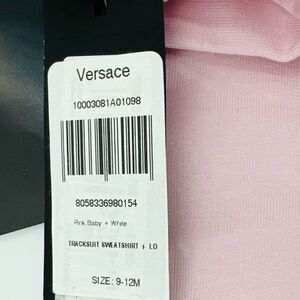 Versace
10003081A01098
8058336980154
Pink Baby + White
TRACKSUIT SWEATSHIRT + LO
SIZE: 9-12M